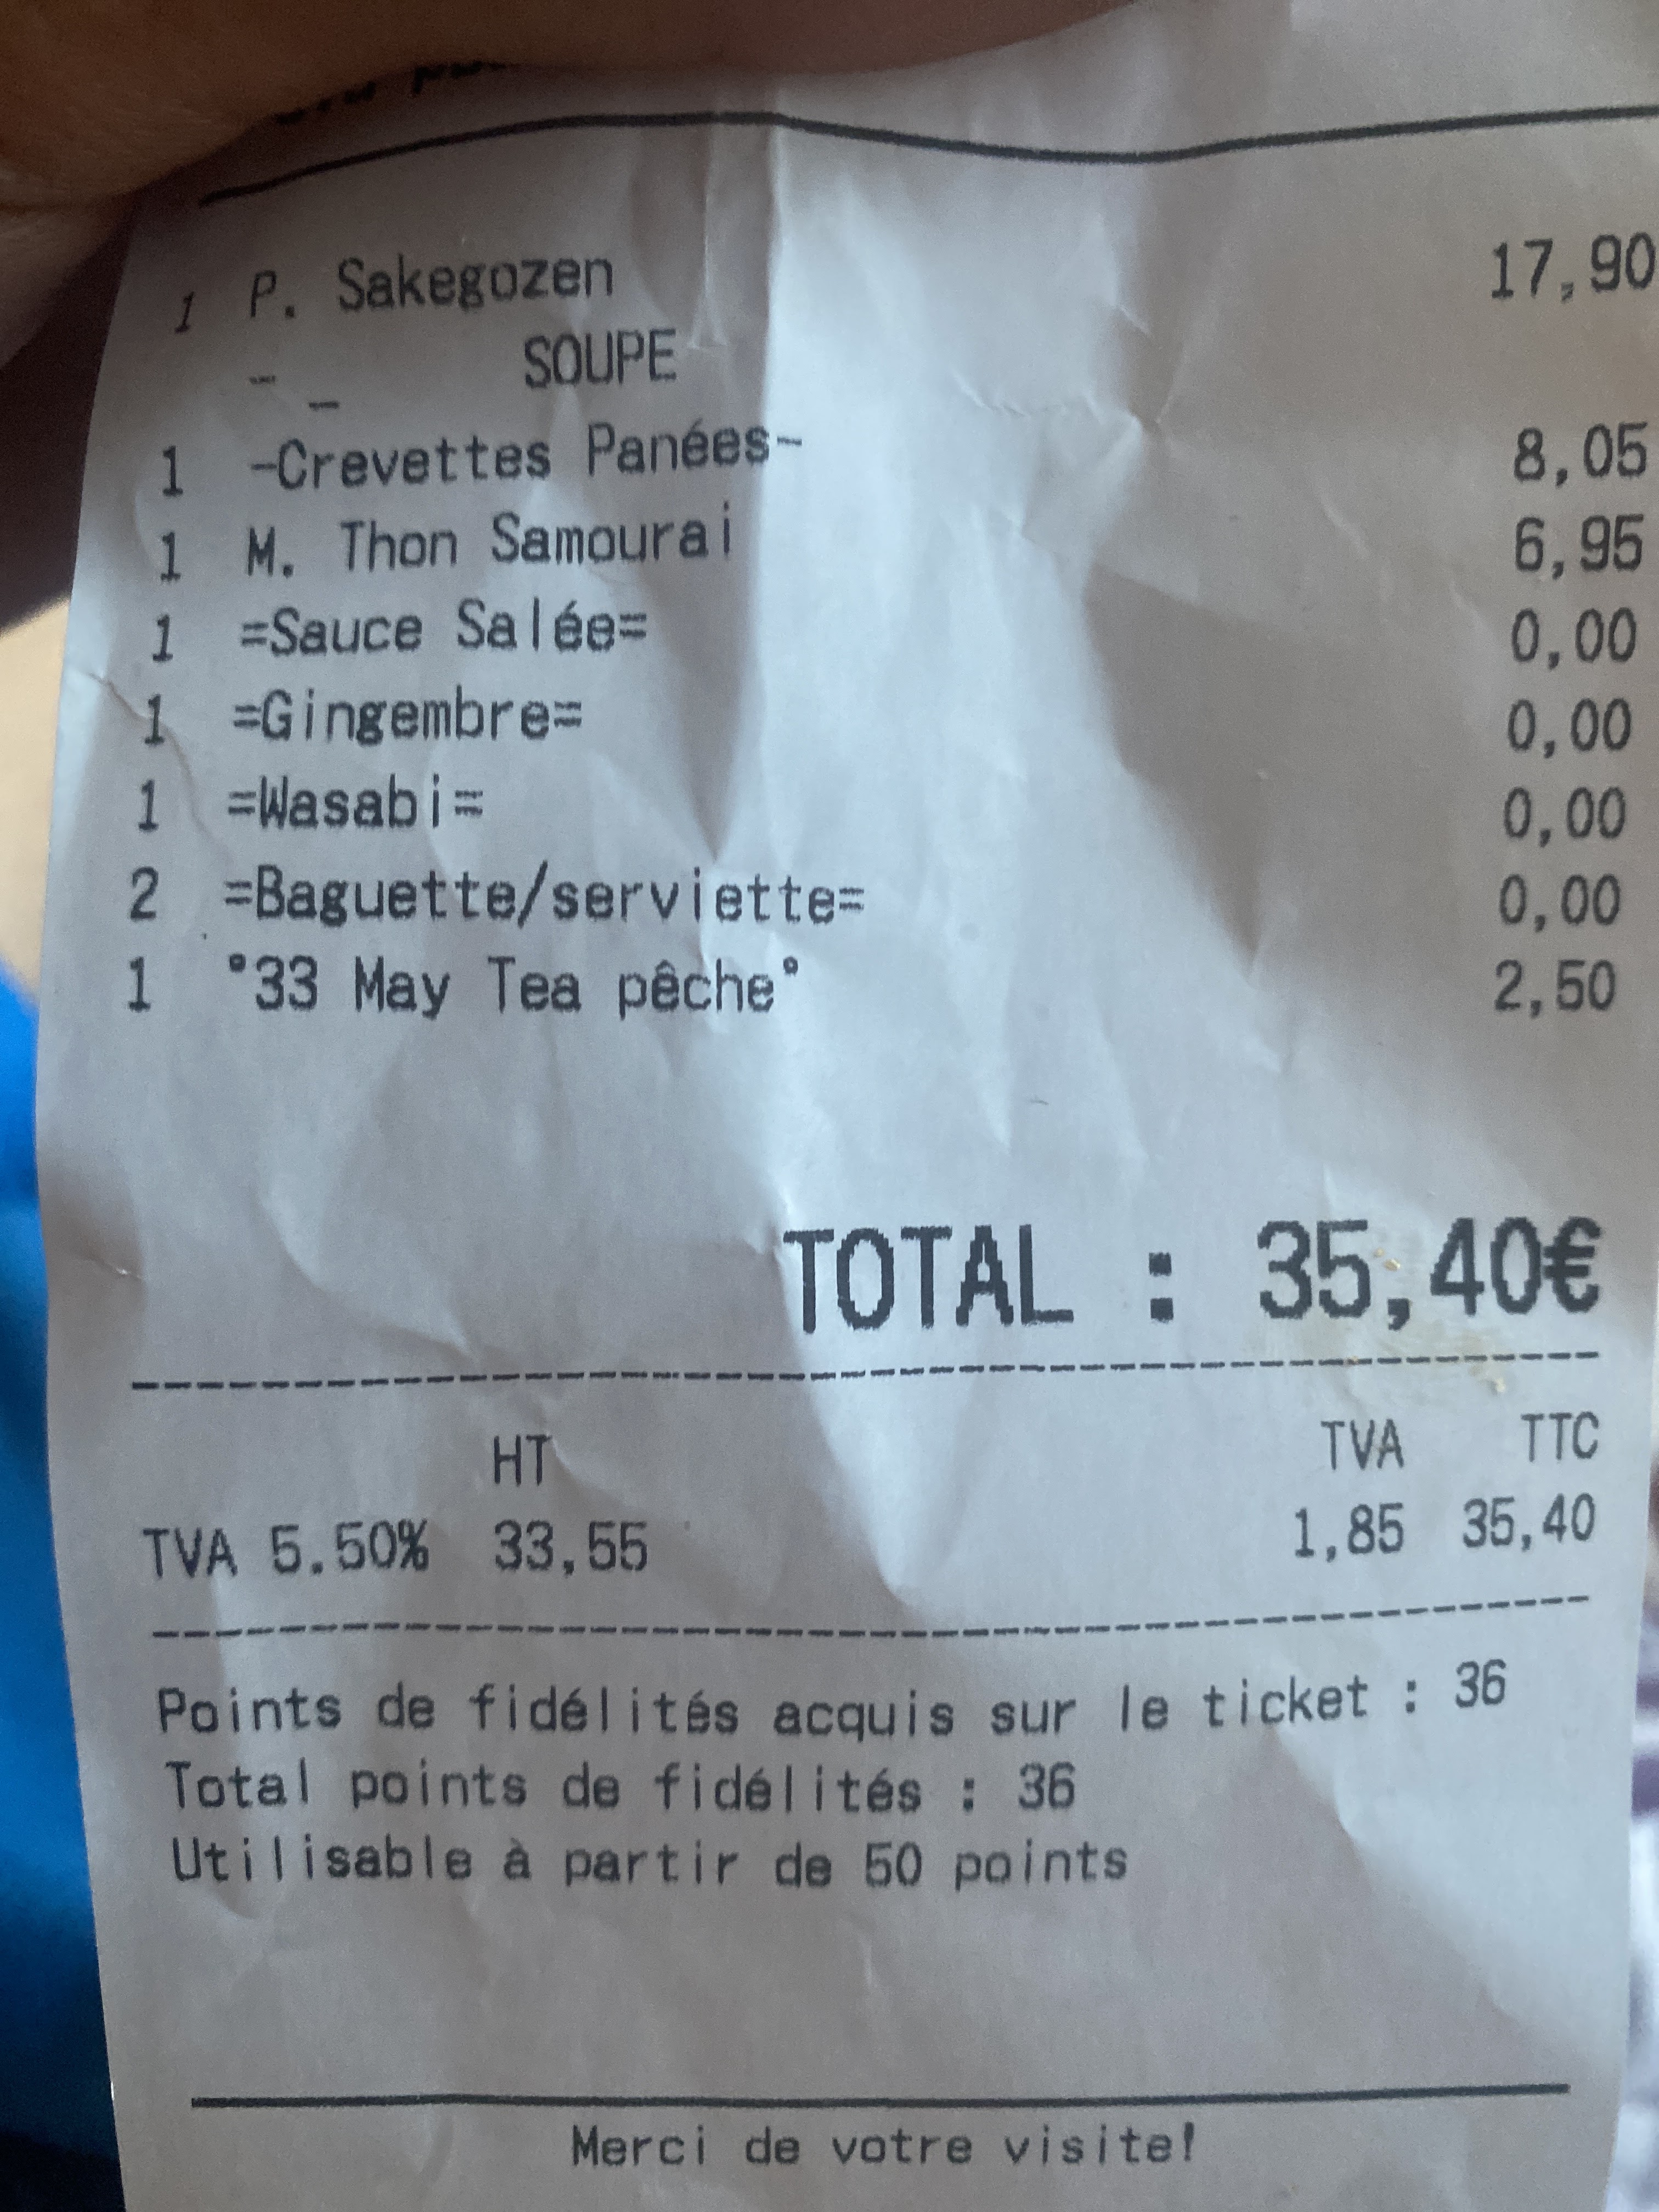 1 P. Sakegozen 17,90
- _ SOUPE
1 -Crevettes Panées- 8,05
1 M. Thon Samourai 6,95
1 =Sauce Salée= 0,00
1 =Gingembre= 0,00
1 =Wasabi= 0,00
2 =Baguette/serviette= 0,00
1 °33 May Tea pêche° 2,50
TOTAL : 35,40€
HT TVA TTC
TVA 5.50% 33,55 1,85 35,40
Points de fidélités acquis sur le ticket : 36
Total points de fidélités : 36
Utilisable à partir de 50 points
Merci de votre visite!